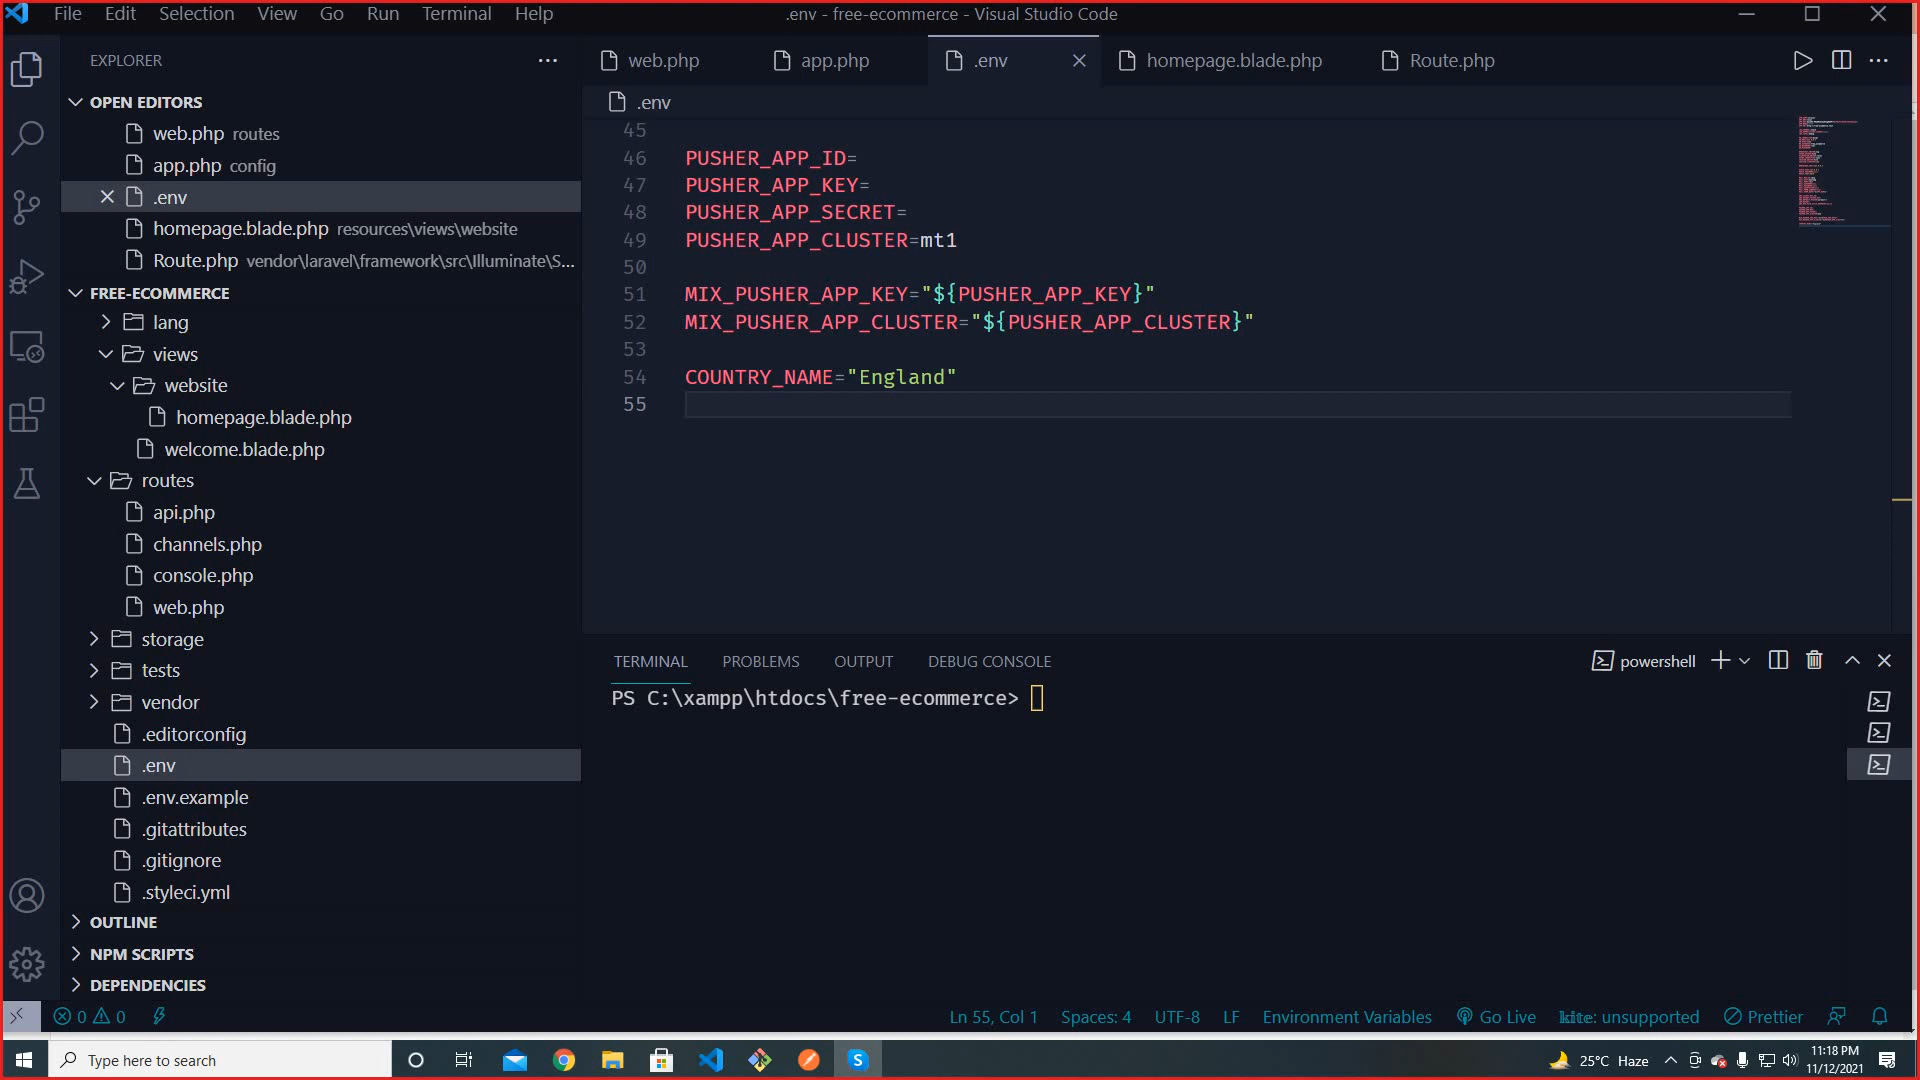 File Edit Selection View Go Run Terminal Help
.env - free-ecommerce - Visual Studio Code
EXPLORER
OPEN EDITORS
web.php routes
app.php config
.env
homepage.blade.php resources\views\website
Route.php vendor\laravel\framework\src\Illuminate\S...
FREE-ECOMMERCE
lang
views
website
homepage.blade.php
welcome.blade.php
routes
api.php
channels.php
console.php
web.php
storage
tests
vendor
.editorconfig
.env
.env.example
.gitattributes
.gitignore
.styleci.yml
OUTLINE
NPM SCRIPTS
DEPENDENCIES
web.php app.php .env homepage.blade.php Route.php
.env
45
46 PUSHER_APP_ID=
47 PUSHER_APP_KEY=
48 PUSHER_APP_SECRET=
49 PUSHER_APP_CLUSTER=mt1
50
51 MIX_PUSHER_APP_KEY="${PUSHER_APP_KEY}"
52 MIX_PUSHER_APP_CLUSTER="${PUSHER_APP_CLUSTER}"
53
54 COUNTRY_NAME="England"
55
TERMINAL PROBLEMS OUTPUT DEBUG CONSOLE
powershell
PS C:\xampp\htdocs\free-ecommerce>
0 0
Ln 55, Col 1 Spaces: 4 UTF-8 LF Environment Variables Go Live kite: unsupported Prettier
Type here to search
25°C Haze
11:18 PM
11/12/2021